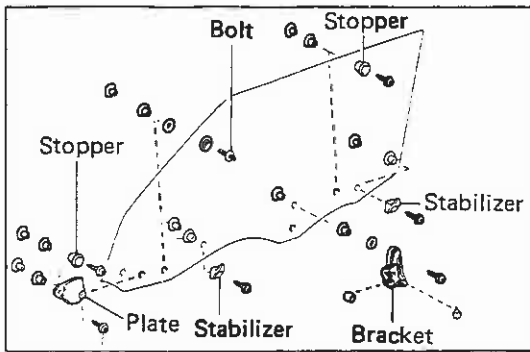 Stopper
Bolt
Stopper
Stabilizer
Plate
Stabilizer
Bracket